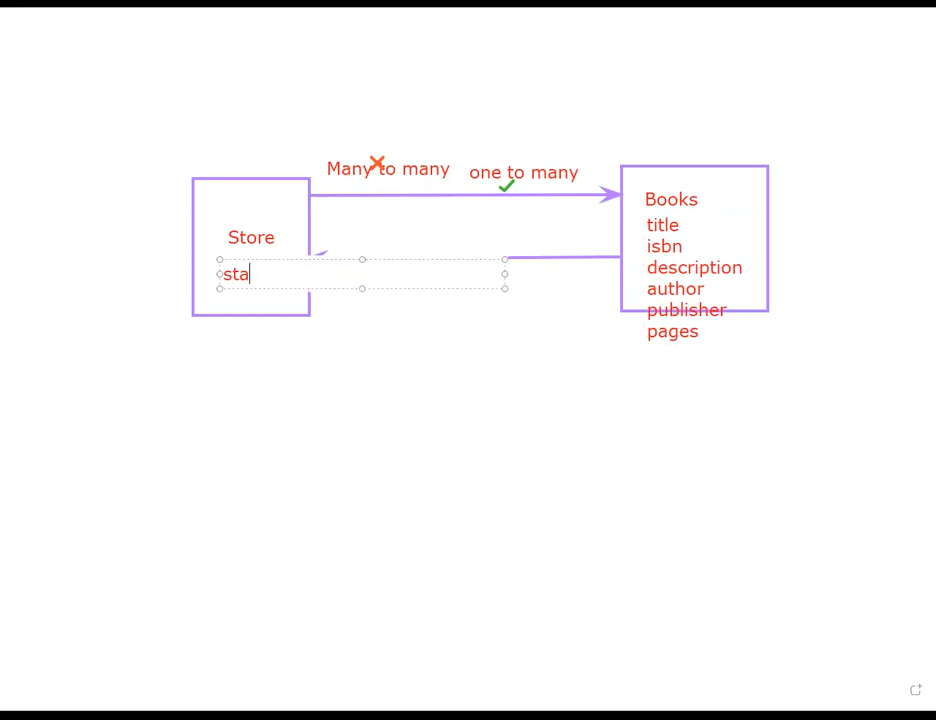 Many to many
one to many
Store
sta
Books
title
isbn
description
author
publisher
pages